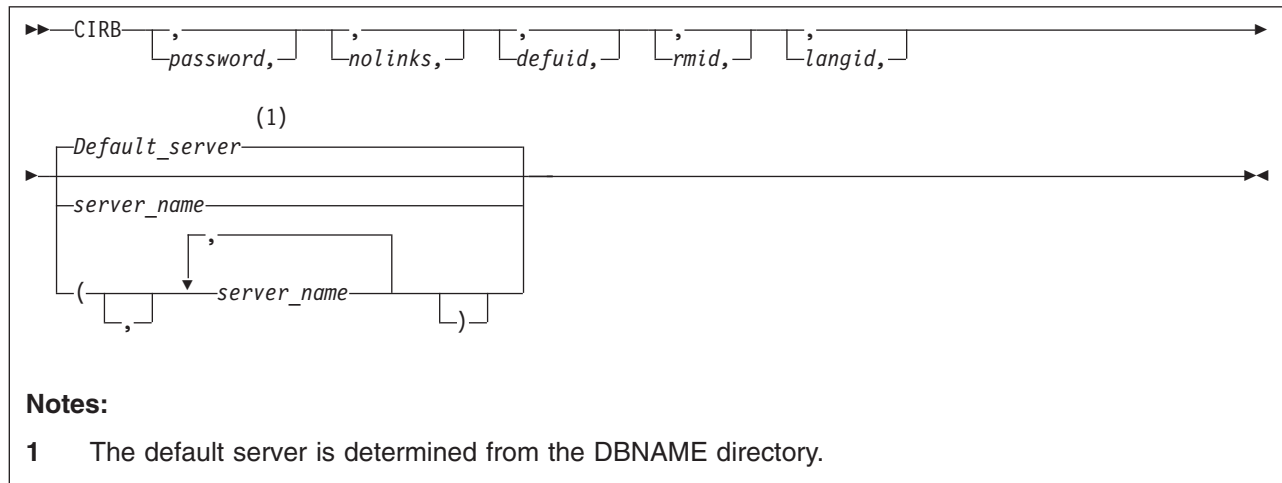 CIRB , , , , ,
password, nolinks, defuid, rmid, langid,
(1)
Default_server
server_name
,
( server_name
, )
Notes:
1 The default server is determined from the DBNAME directory.